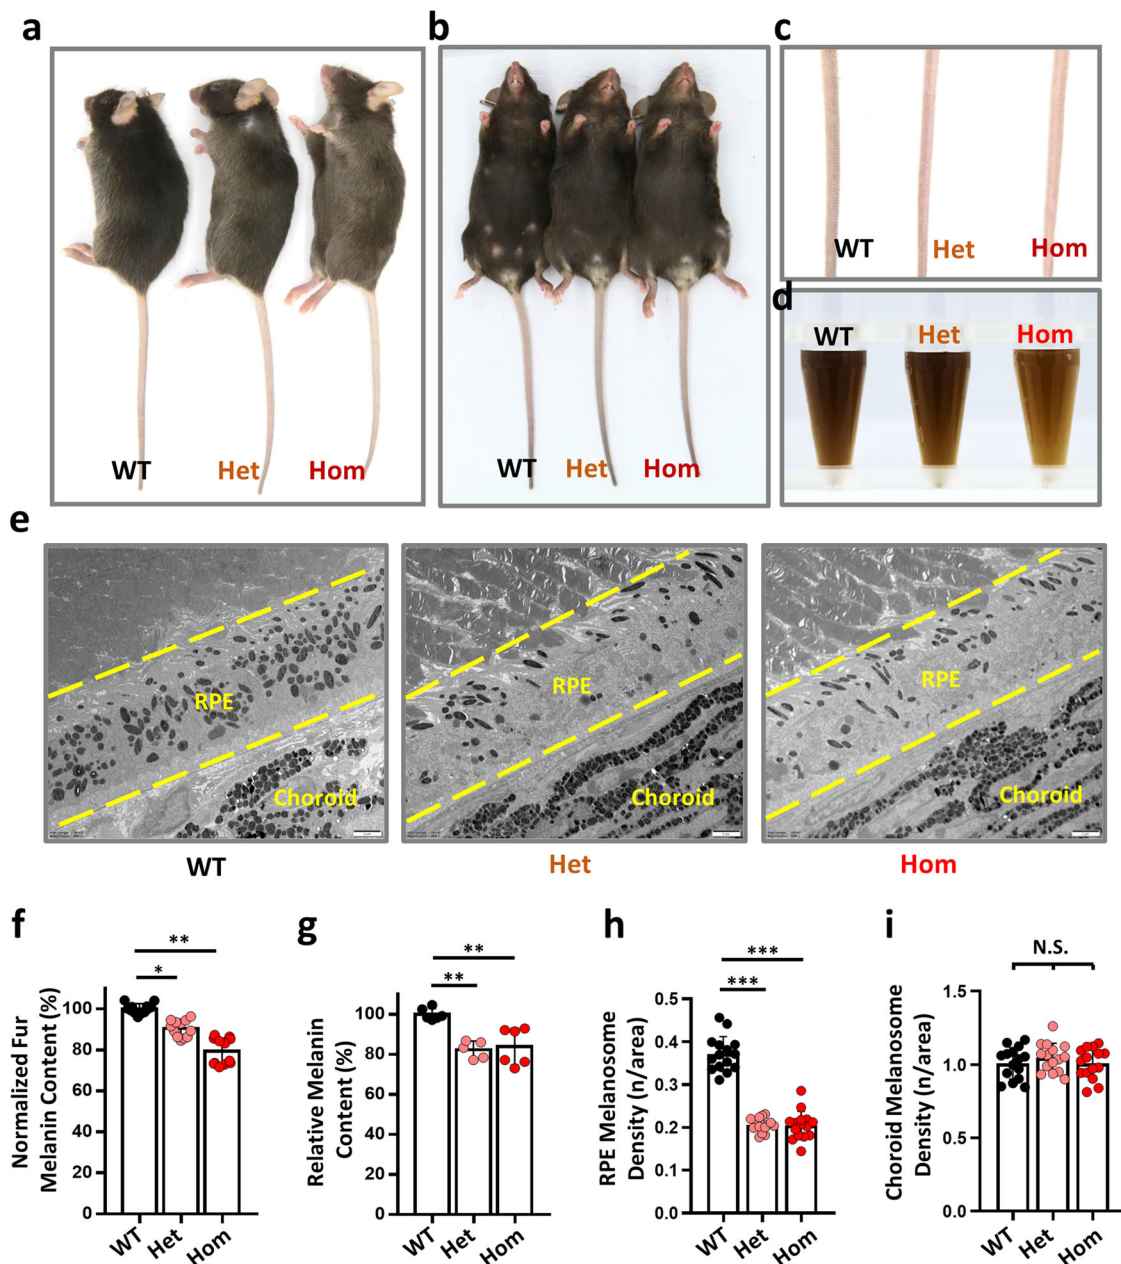 a
b
c
WT
Het
Hom
WT
Het
Hom
WT
Het
Hom
d
WT
Het
Hom
e
RPE
Choroid
RPE
Choroid
RPE
Choroid
WT
Het
Hom
f
Normalized Fur
Melanin Content (%)
**
*
100
80
60
40
20
0
WT
Het
Hom
g
Relative Melanin
Content (%)
**
**
100
80
60
40
20
0
WT
Het
Hom
h
RPE Melanosome
Density (n/area)
***
***
0.5
0.4
0.3
0.2
0.1
0.0
WT
Het
Hom
i
Choroid Melanosome
Density (n/area)
N.S.
1.5
1.0
0.5
0.0
WT
Het
Hom